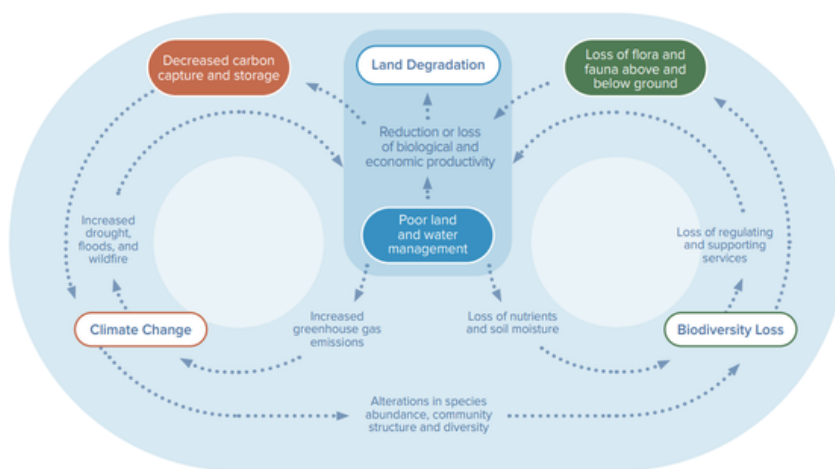 Decreased carbon
capture and storage
Land Degradation
Loss of flora and
fauna above and
below ground
Reduction or loss
of biological and
economic productivity
Increased
drought,
floods, and
wildfire
Poor land
and water
management
Loss of regulating
and supporting
services
Climate Change
Increased
greenhouse gas
emissions
Loss of nutrients
and soil moisture
Biodiversity Loss
Alterations in species
abundance, community
structure and diversity